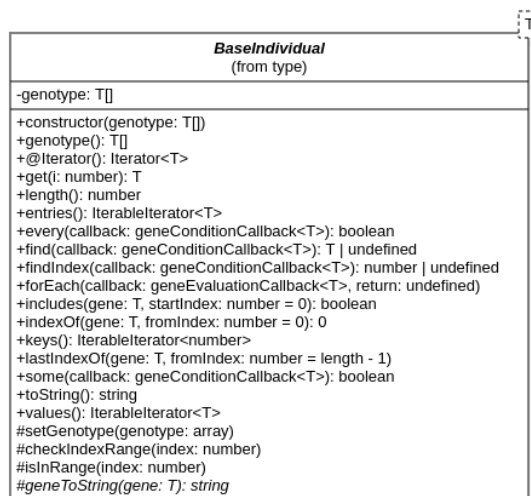 T
BaseIndividual
(from type)
-genotype: T[]
+constructor(genotype: T[])
+genotype(): T[]
+@Iterator(): Iterator<T>
+get(i: number): T
+length(): number
+entries(): IterableIterator<T>
+every(callback: geneConditionCallback<T>): boolean
+find(callback: geneConditionCallback<T>): T | undefined
+findIndex(callback: geneConditionCallback<T>): number | undefined
+forEach(callback: geneEvaluationCallback<T>, return: undefined)
+includes(gene: T, startIndex: number = 0): boolean
+indexOf(gene: T, fromIndex: number = 0): 0
+keys(): IterableIterator<number>
+lastIndexOf(gene: T, fromIndex: number = length - 1)
+some(callback: geneConditionCallback<T>): boolean
+toString(): string
+values(): IterableIterator<T>
#setGenotype(genotype: array)
#checkIndexRange(index: number)
#isInRange(index: number)
#geneToString(gene: T): string